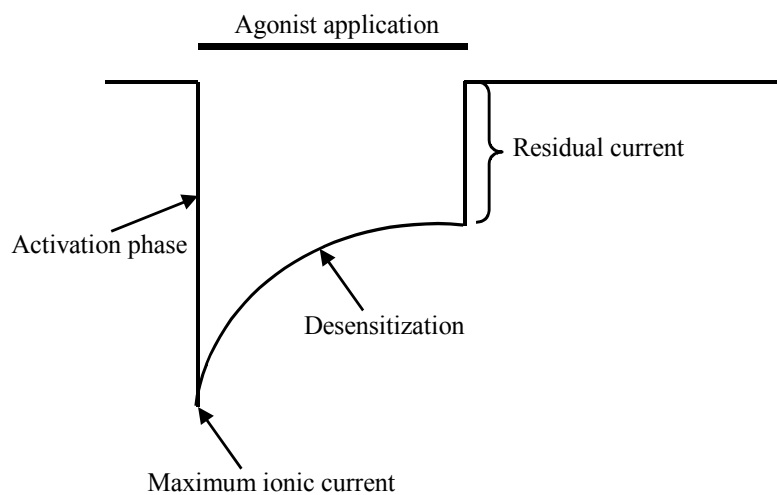 Agonist application
Residual current
Activation phase
Desensitization
Maximum ionic current